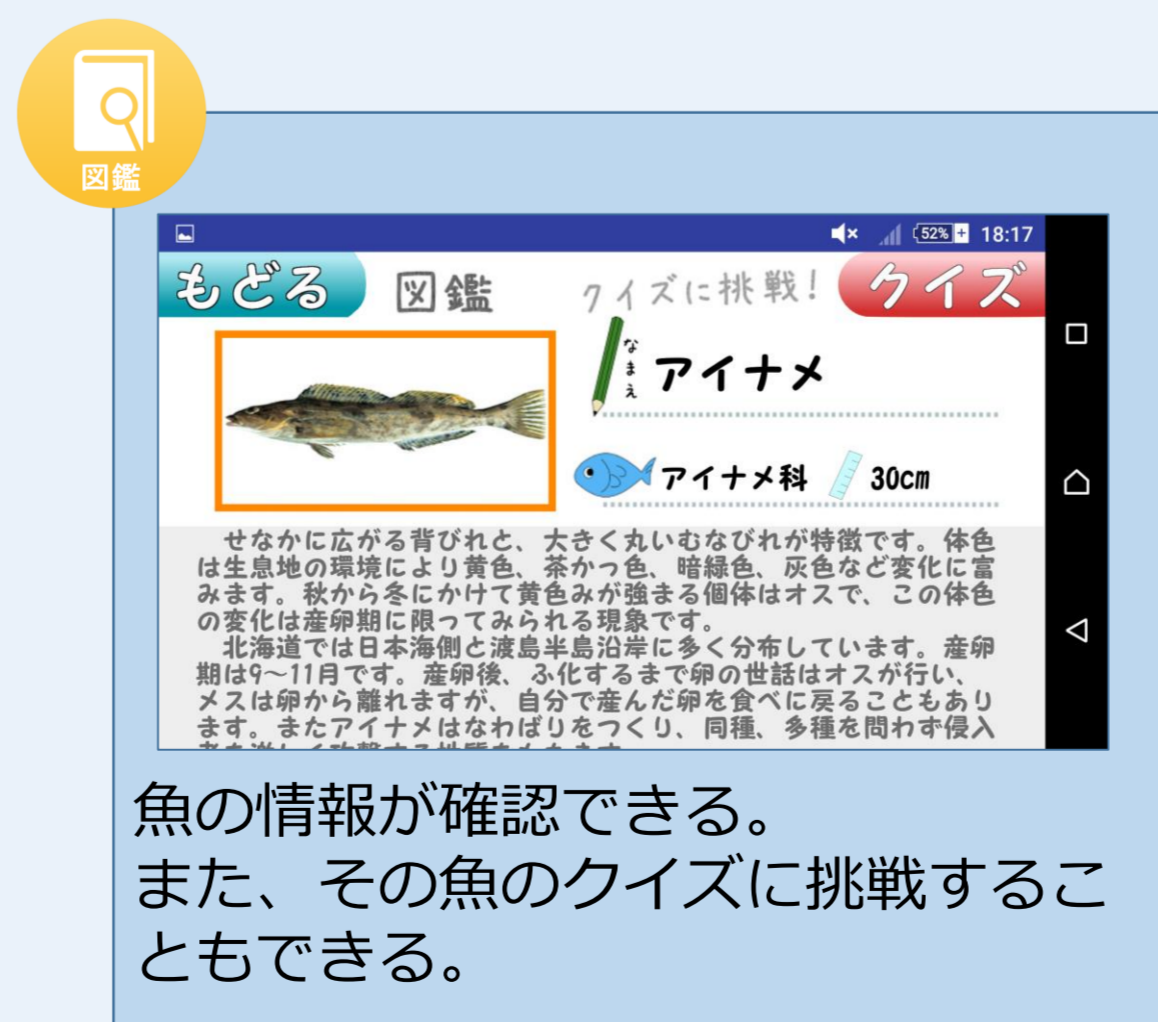 図鑑
52%
18:17
もどる
図鑑
クイズに挑戦!
クイズ
なまえ
アイナメ
アイナメ科
30cm
せなかに広がる背びれと、大きく丸いむなびれが特徴です。体色
は生息地の環境により黄色、茶かっ色、暗緑色、灰色など変化に富
みます。秋から冬にかけて黄色みが強まる個体はオスで、この体色
の変化は産卵期に限ってみられる現象です。
北海道では日本海側と渡島半島沿岸に多く分布しています。産卵
期は9〜11月です。産卵後、ふ化するまで卵の世話はオスが行い、
メスは卵から離れますが、自分で産んだ卵を食べに戻ることもあり
ます。またアイナメはなわばりをつくり、同種、多種を問わず侵入
魚の情報が確認できる。
また、その魚のクイズに挑戦するこ
ともできる。